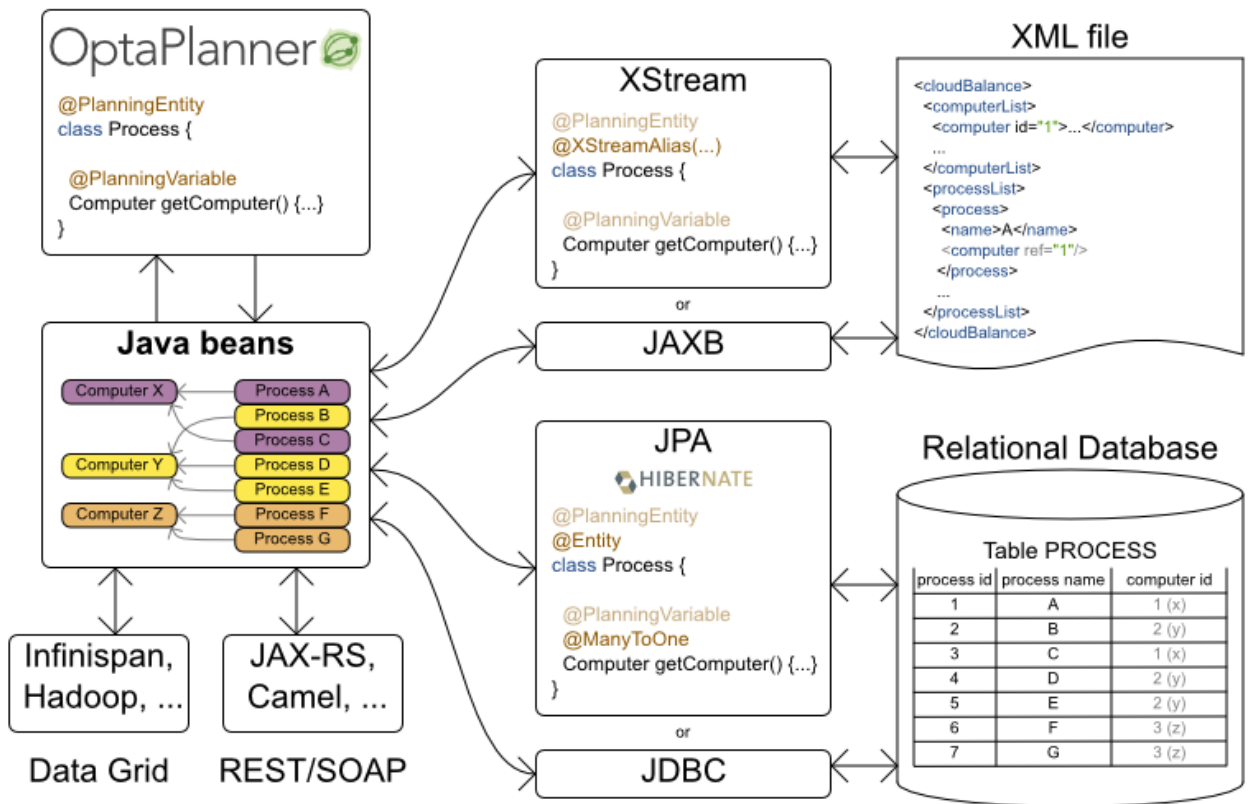 OptaPlanner
@PlanningEntity
class Process {
@PlanningVariable
Computer getComputer() {...}
}
Java beans
Computer X
Computer Y
Computer Z
Process A
Process B
Process C
Process D
Process E
Process F
Process G
Infinispan,
Hadoop, ...
Data Grid
JAX-RS,
Camel, ...
REST/SOAP
XStream
@PlanningEntity
@XStreamAlias(...)
class Process {
@PlanningVariable
Computer getComputer() {...}
}
or
JAXB
JPA
HIBERNATE
@PlanningEntity
@Entity
class Process {
@PlanningVariable
@ManyToOne
Computer getComputer() {...}
}
or
JDBC
XML file
<cloudBalance>
<computerList>
<computer id="1">...</computer>
...
</computerList>
<processList>
<process>
<name>A</name>
<computer ref="1"/>
</process>
...
</processList>
</cloudBalance>
Relational Database
Table PROCESS
process id process name computer id
1 A 1 (x)
2 B 2 (y)
3 C 1 (x)
4 D 2 (y)
5 E 2 (y)
6 F 3 (z)
7 G 3 (z)